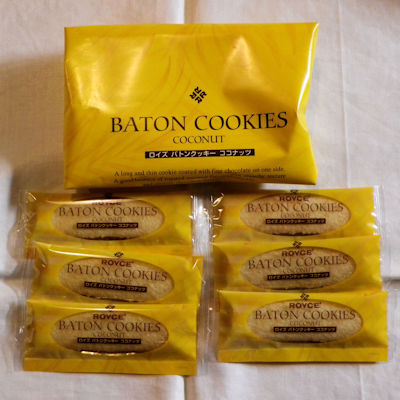 BATON COOKIES
COCONUT
ロイズ バトンクッキー ココナッツ
A long and thin cookie coated with fine chocolate on one side.
ROYCE'
BATON COOKIES
COCONUT
ロイズ バトンクッキー ココナッツ
ROYCE'
BATON COOKIES
COCONUT
ロイズ バトンクッキー ココナッツ
ROYCE'
BATON COOKIES
COCONUT
ロイズ バトンクッキー ココナッツ
ROYCE'
BATON COOKIES
COCONUT
ロイズ バトンクッキー ココナッツ
ROYCE'
BATON COOKIES
COCONUT
ロイズ バトンクッキー ココナッツ
ROYCE'
BATON COOKIES
COCONUT
ロイズ バトンクッキー ココナッツ